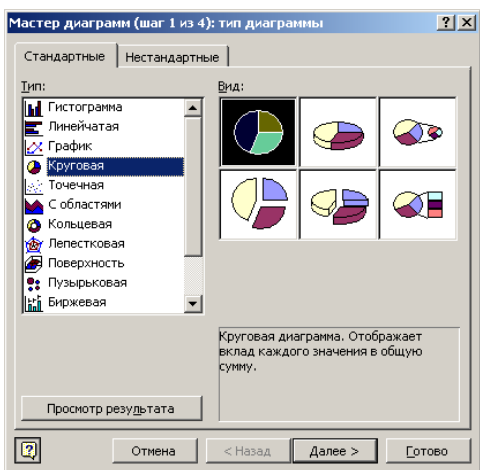 Мастер диаграмм (шаг 1 из 4): тип диаграммы
Стандартные
Нестандартные
Тип:
Гистограмма
Линейчатая
График
Круговая
Точечная
С областями
Кольцевая
Лепестковая
Поверхность
Пузырьковая
Биржевая
Вид:
Круговая диаграмма. Отображает
вклад каждого значения в общую
сумму.
Просмотр результата
Отмена
< Назад
Далее >
Готово